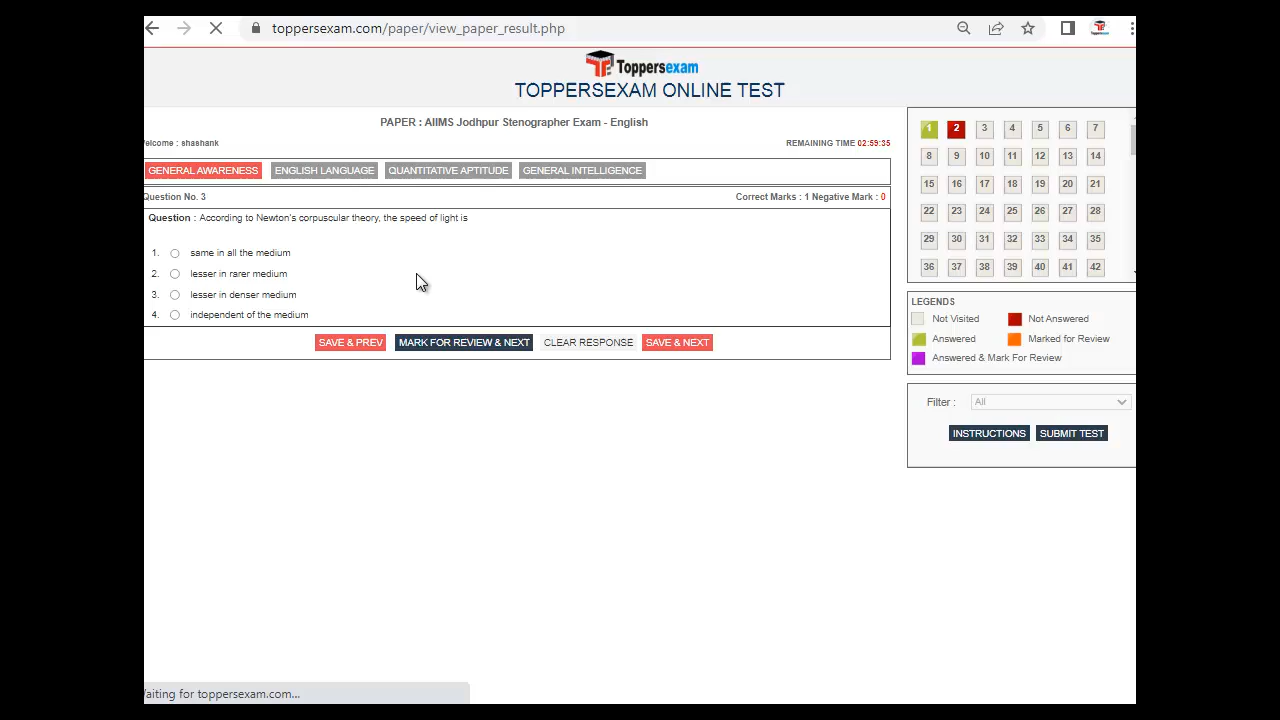 toppersexam.com/paper/view_paper_result.php
Toppersexam
TOPPERSEXAM ONLINE TEST
PAPER : AIIMS Jodhpur Stenographer Exam - English
elcome : shashank
REMAINING TIME 02:59:35
GENERAL AWARENESS ENGLISH LANGUAGE QUANTITATIVE APTITUDE GENERAL INTELLIGENCE
Question No. 3
Correct Marks : 1 Negative Mark : 0
Question : According to Newton's corpuscular theory, the speed of light is
1. same in all the medium
2. lesser in rarer medium
3. lesser in denser medium
4. independent of the medium
SAVE & PREV MARK FOR REVIEW & NEXT CLEAR RESPONSE SAVE & NEXT
1 2 3 4 5 6 7
8 9 10 11 12 13 14
15 16 17 18 19 20 21
22 23 24 25 26 27 28
29 30 31 32 33 34 35
36 37 38 39 40 41 42
LEGENDS
Not Visited Not Answered
Answered Marked for Review
Answered & Mark For Review
Filter : All
INSTRUCTIONS SUBMIT TEST
aiting for toppersexam.com...